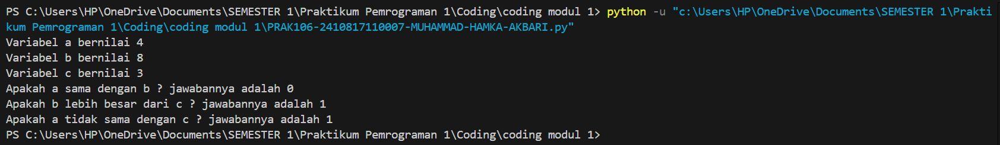 PS C:\Users\HP\OneDrive\Documents\SEMESTER 1\Praktikum Pemrograman 1\Coding\coding modul 1> python -u "c:\Users\HP\OneDrive\Documents\SEMESTER 1\Prakti
kum Pemrograman 1\Coding\coding modul 1\PRAK106-2410817110007-MUHAMMAD-HAMKA-AKBARI.py"
Variabel a bernilai 4
Variabel b bernilai 8
Variabel c bernilai 3
Apakah a sama dengan b ? jawabannya adalah 0
Apakah b lebih besar dari c ? jawabannya adalah 1
Apakah a tidak sama dengan c ? jawabannya adalah 1
PS C:\Users\HP\OneDrive\Documents\SEMESTER 1\Praktikum Pemrograman 1\Coding\coding modul 1>